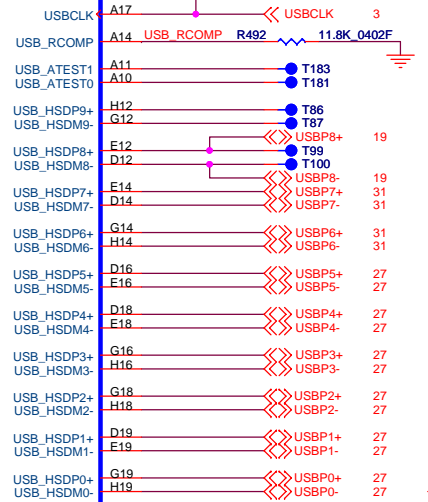 USBCLK A17 USBCLK 3
USB_RCOMP A14 USB_RCOMP R492 11.8K_0402F
USB_ATEST1 A11 T183
USB_ATEST0 A10 T181
USB_HSDP9+ H12 T86
USB_HSDM9- G12 T87
USBP8+ 19
USB_HSDP8+ E12 T99
USB_HSDM8- D12 T100
USBP8- 19
USB_HSDP7+ E14 USBP7+ 31
USB_HSDM7- D14 USBP7- 31
USB_HSDP6+ G14 USBP6+ 31
USB_HSDM6- H14 USBP6- 31
USB_HSDP5+ D16 USBP5+ 27
USB_HSDM5- E16 USBP5- 27
USB_HSDP4+ D18 USBP4+ 27
USB_HSDM4- E18 USBP4- 27
USB_HSDP3+ G16 USBP3+ 27
USB_HSDM3- H16 USBP3- 27
USB_HSDP2+ G18 USBP2+ 27
USB_HSDM2- H18 USBP2- 27
USB_HSDP1+ D19 USBP1+ 27
USB_HSDM1- E19 USBP1- 27
USB_HSDP0+ G19 USBP0+ 27
USB_HSDM0- H19 USBP0- 27